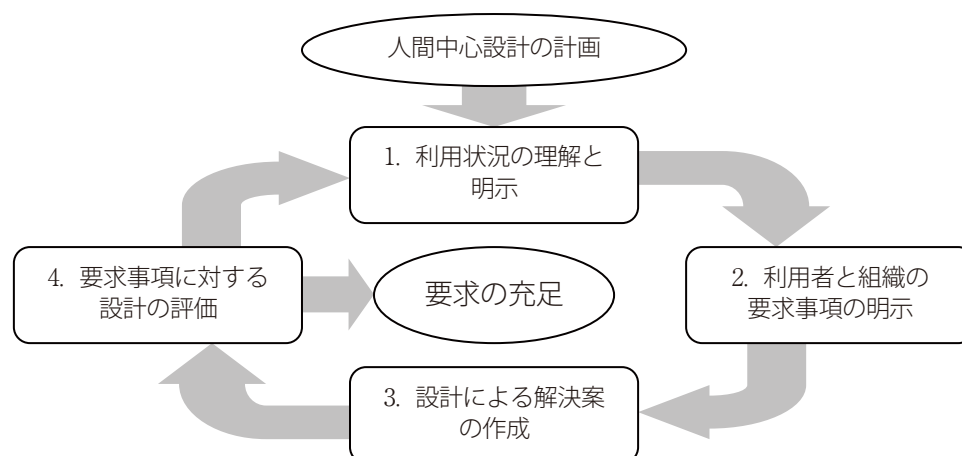 人間中心設計の計画
1. 利用状況の理解と
明示
2. 利用者と組織の
要求事項の明示
3. 設計による解決案
の作成
4. 要求事項に対する
設計の評価
要求の充足